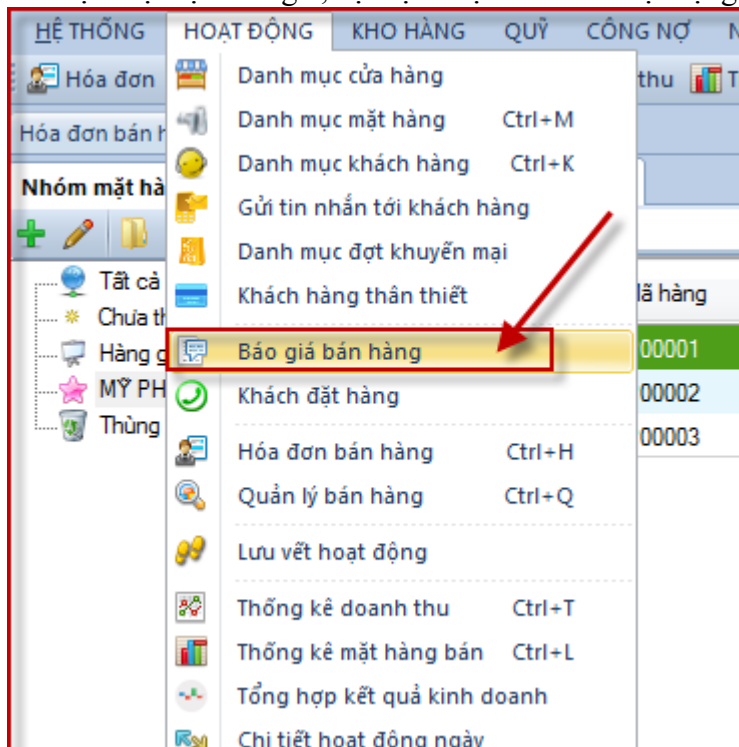 HỆ THỐNG HOẠT ĐỘNG KHO HÀNG QUỸ CÔNG NỢ
Hóa đơn thu
Hóa đơn bán
Nhóm mặt hà
Tất cả
Chưa
Hàng
MỸ PH
Thùng
Danh mục cửa hàng
Danh mục mặt hàng Ctrl+M
Danh mục khách hàng Ctrl+K
Gửi tin nhắn tới khách hàng
Danh mục đợt khuyến mại
Khách hàng thân thiết
Báo giá bán hàng
Khách đặt hàng
Hóa đơn bán hàng Ctrl+H
Quản lý bán hàng Ctrl+Q
Lưu vết hoạt động
Thống kê doanh thu Ctrl+T
Thống kê mặt hàng bán Ctrl+L
Tổng hợp kết quả kinh doanh
Chi tiết hoạt động ngày
lã hàng
00001
00002
00003